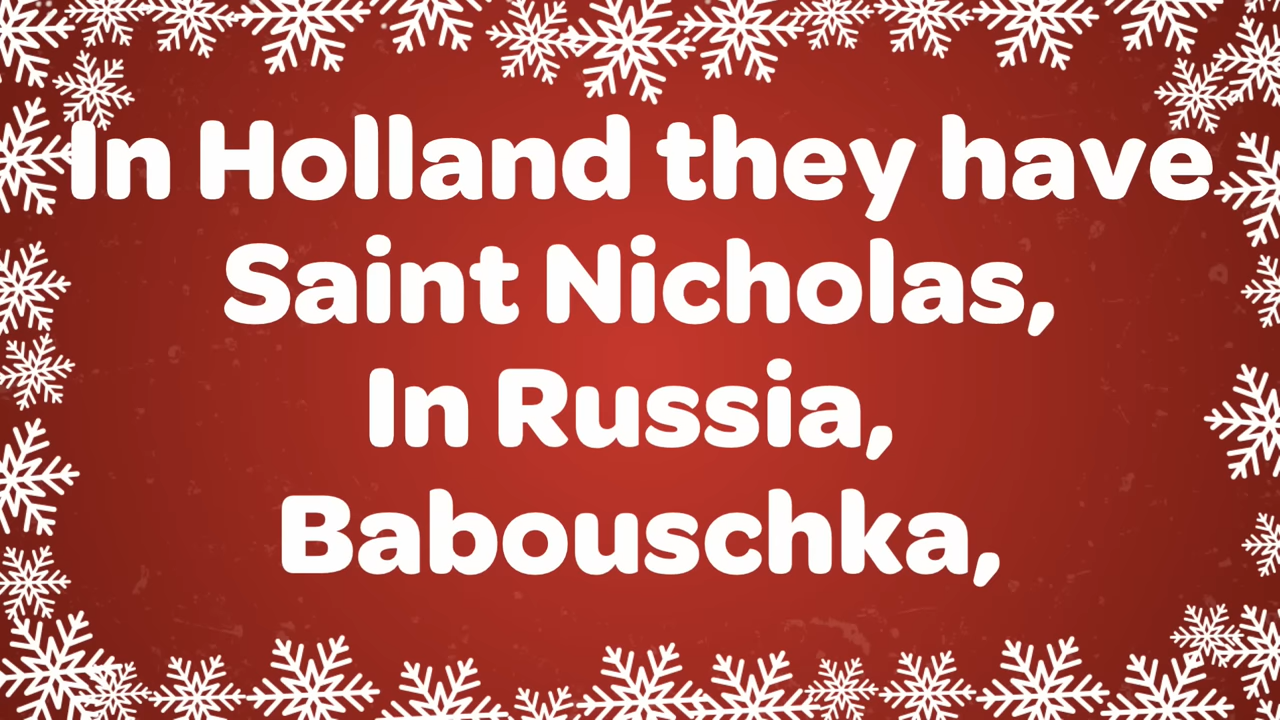 In Holland they have
Saint Nicholas,
In Russia,
Babouschka,